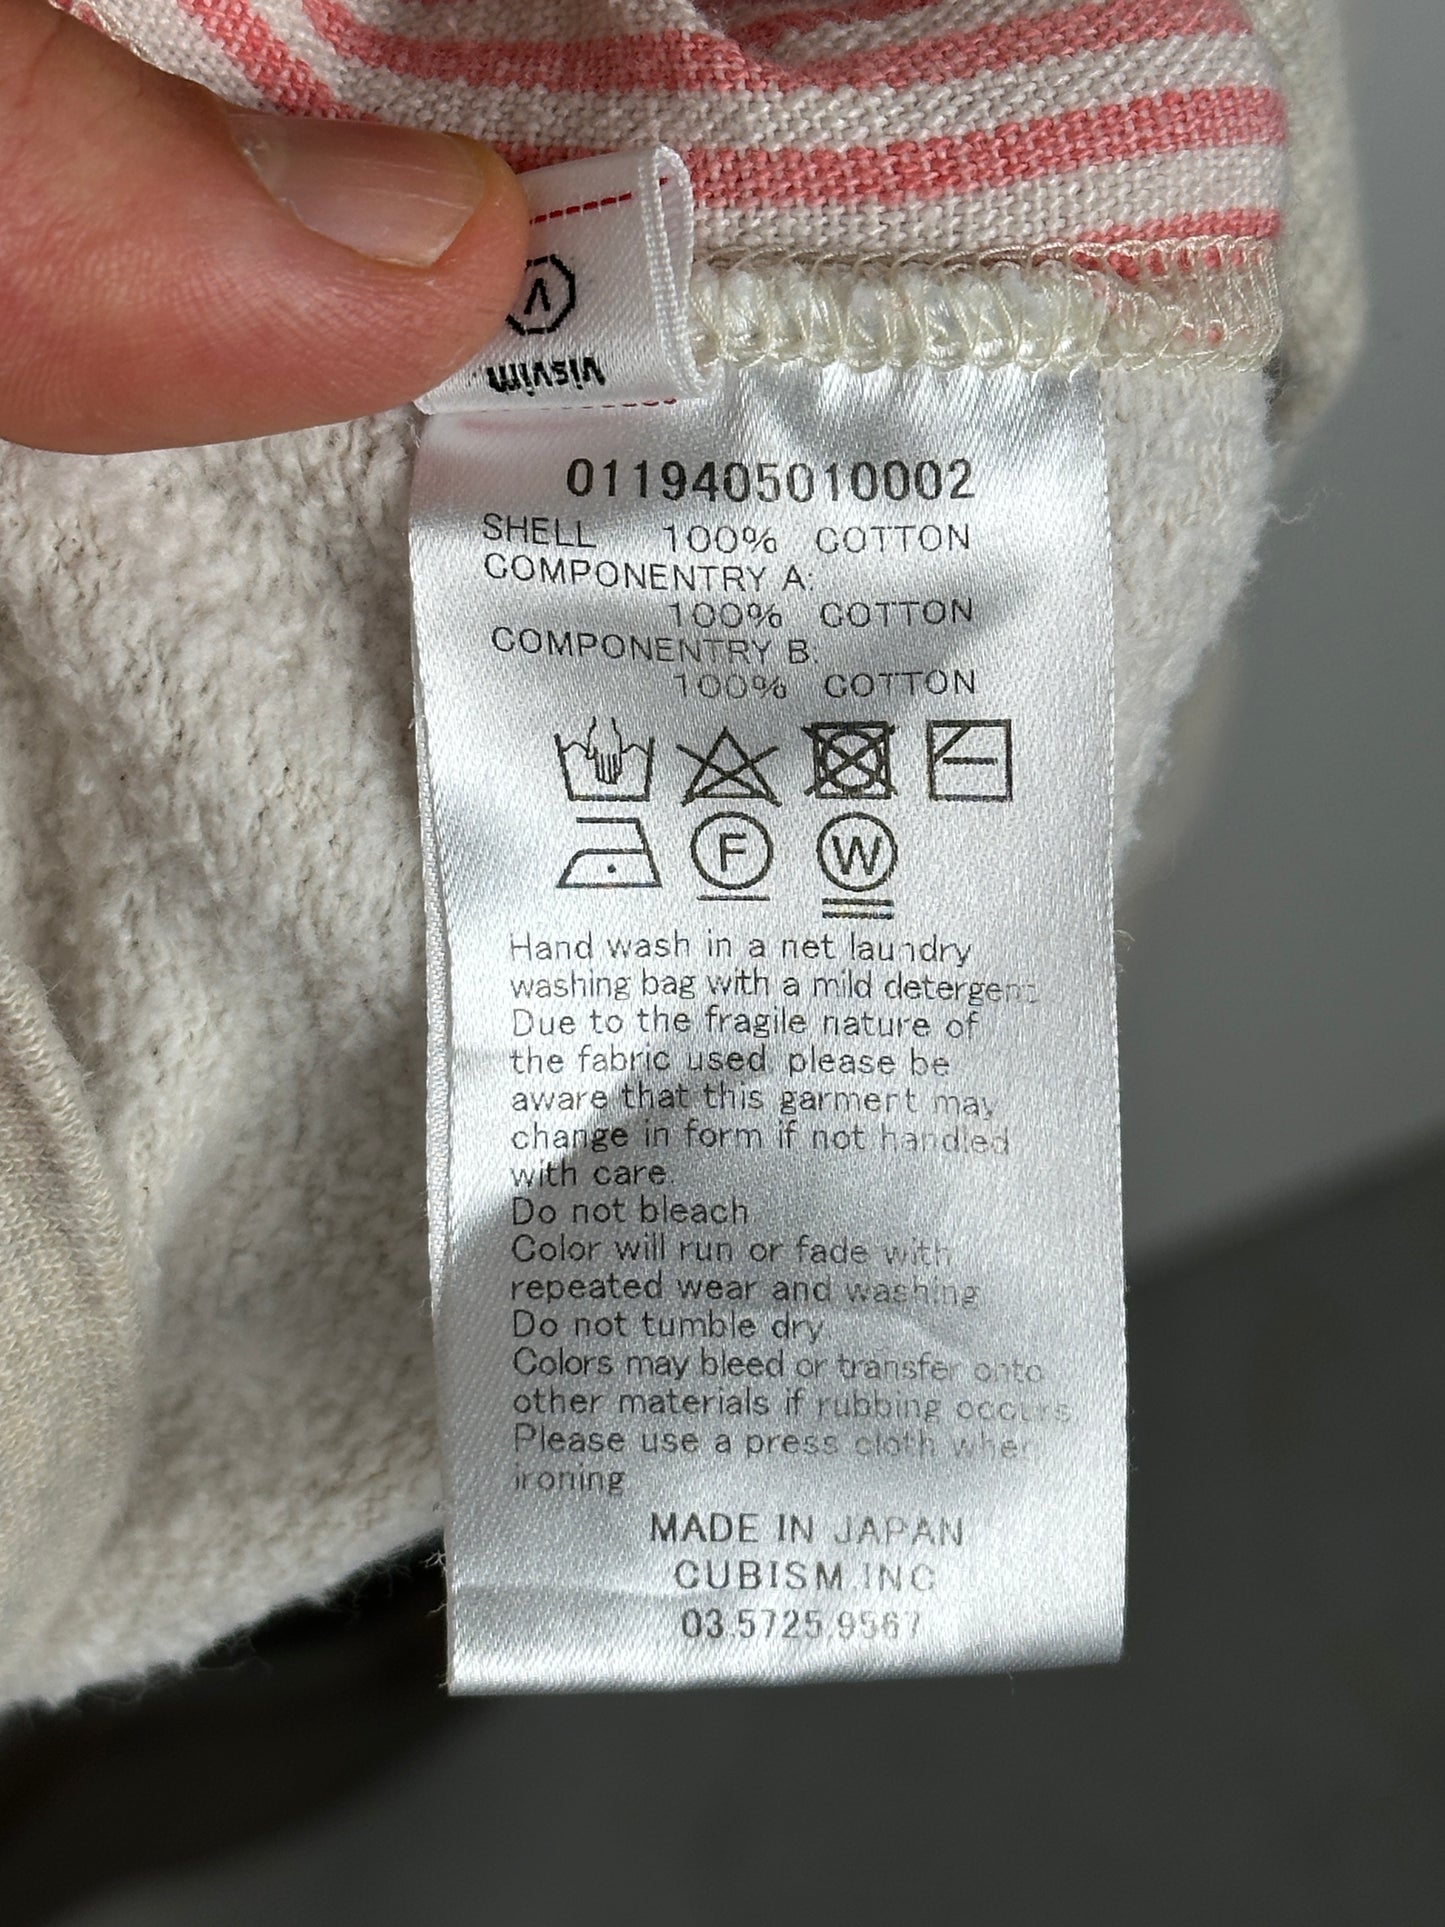 V
visvim
0119405010002
SHELL 100% COTTON
COMPONENTRY A:
100% COTTON
COMPONENTRY B:
100% COTTON
F W
Hand wash in a net laundry
washing bag with a mild detergent
Due to the fragile nature of
the fabric used please be
aware that this garment may
change in form if not handled
with care.
Do not bleach
Color will run or fade with
repeated wear and washing
Do not tumble dry.
Colors may bleed or transfer onto
other materials if rubbing occurs
Please use a press cloth when
ironing
MADE IN JAPAN
CUBISM.INC
03.5725.9567